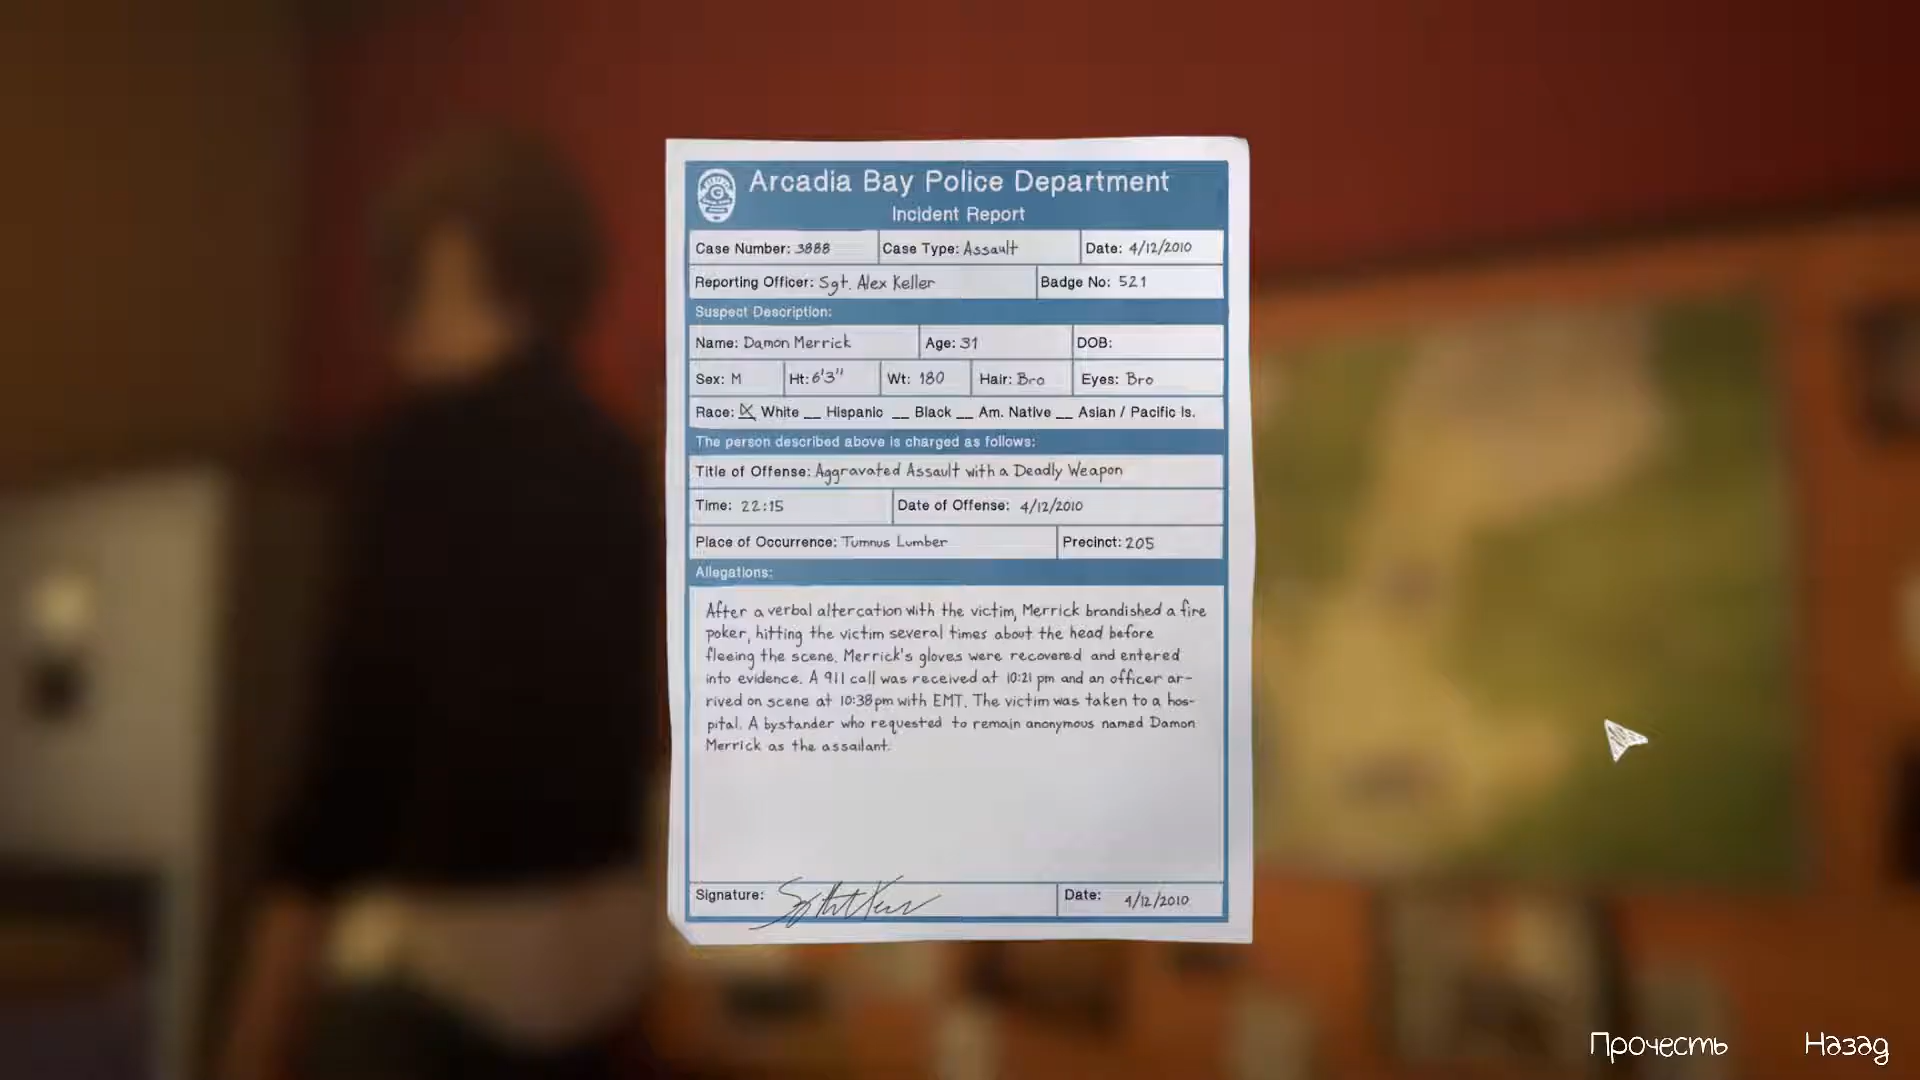 Arcadia Bay Police Department
Incident Report
Case Number: 3888 Case Type: Assault Date: 4/12/2010
Reporting Officer: Sgt. Alex Keller Badge No: 521
Suspect Description:
Name: Damon Merrick Age: 31 DOB:
Sex: M Ht: 6'3" Wt: 180 Hair: Bro Eyes: Bro
Race: X White __ Hispanic __ Black __ Am. Native __ Asian / Pacific Is.
The person described above is charged as follows:
Title of Offense: Aggravated Assault with a Deadly Weapon
Time: 22:15 Date of Offense: 4/12/2010
Place of Occurrence: Tumnus Lumber Precinct: 205
Allegations:
After a verbal altercation with the victim, Merrick brandished a fire
poker, hitting the victim several times about the head before
fleeing the scene. Merrick's gloves were recovered and entered
into evidence. A 911 call was received at 10:21 pm and an officer ar-
rived on scene at 10:38pm with EMT. The victim was taken to a hos-
pital. A bystander who requested to remain anonymous named Damon
Merrick as the assailant.
Signature: Date: 4/12/2010
Прочесть Назад